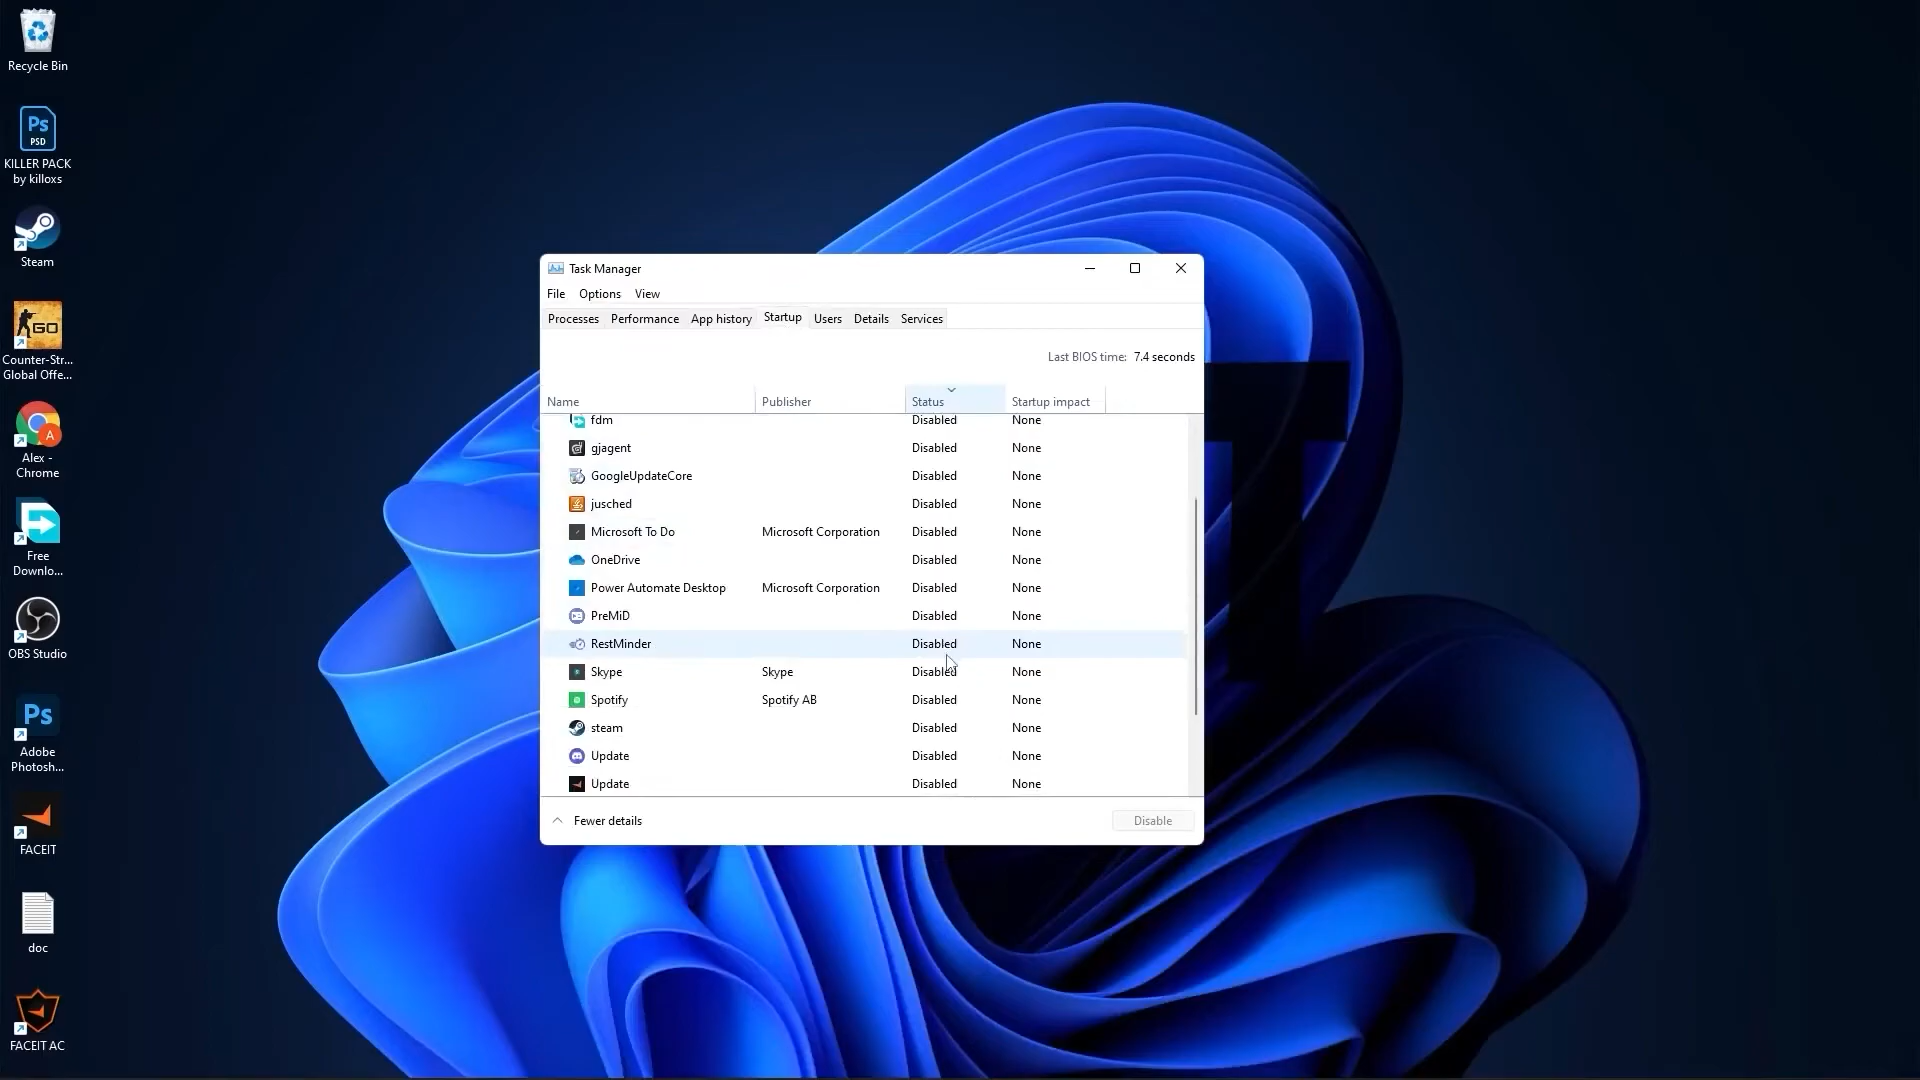 Recycle Bin
Ps
PSD
KILLER PACK
by killoxs
Steam
GO
Counter-Str...
Global Offe...
A
Alex -
Chrome
Free
Downlo...
OBS Studio
Ps
Adobe
Photosh...
FACEIT
doc
FACEIT AC
Task Manager
File Options View
Processes Performance App history Startup Users Details Services
Last BIOS time: 7.4 seconds
Name Publisher Status Startup impact
fdm Disabled None
gjagent Disabled None
GoogleUpdateCore Disabled None
jusched Disabled None
Microsoft To Do Microsoft Corporation Disabled None
OneDrive Disabled None
Power Automate Desktop Microsoft Corporation Disabled None
PreMiD Disabled None
RestMinder Disabled None
Skype Skype Disabled None
Spotify Spotify AB Disabled None
steam Disabled None
Update Disabled None
Update Disabled None
Fewer details Disable